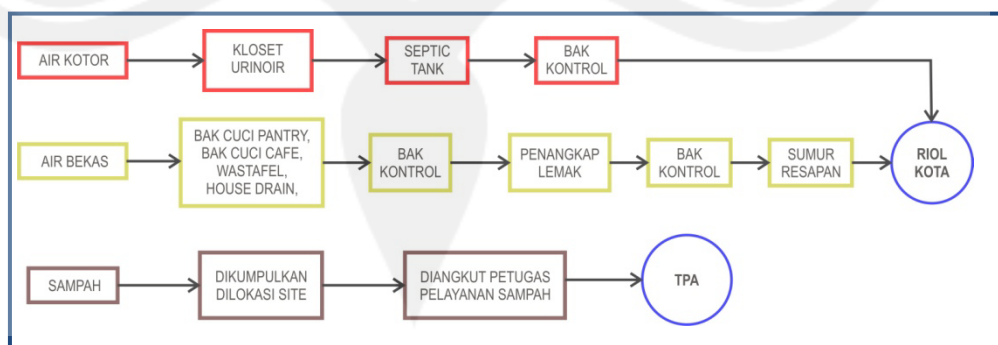 AIR KOTOR
KLOSET
URINOIR
SEPTIC
TANK
BAK
KONTROL
AIR BEKAS
BAK CUCI PANTRY,
BAK CUCI CAFE,
WASTAFEL,
HOUSE DRAIN,
BAK
KONTROL
PENANGKAP
LEMAK
BAK
KONTROL
SUMUR
RESAPAN
RIOL
KOTA
SAMPAH
DIKUMPULKAN
DILOKASI SITE
DIANGKUT PETUGAS
PELAYANAN SAMPAH
TPA